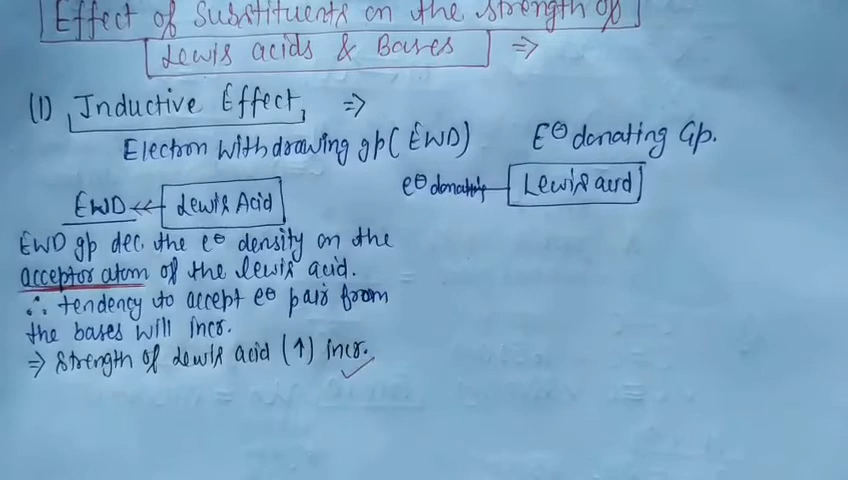 Effect of Substituents on the strength of
Lewis acids & Bases ⇒
(1) Inductive Effect, ⇒
Electron withdrawing gp (EWD)
E⊖ donating Gp.
EWD ←← Lewis Acid
e⊖ donating Lewis acid
EWD gp dec. the e⊖ density on the
acceptor atom of the lewis acid.
∴ tendency to accept e⊖ pair from
the bases will incr.
⇒ strength of Lewis acid (↑) incr.